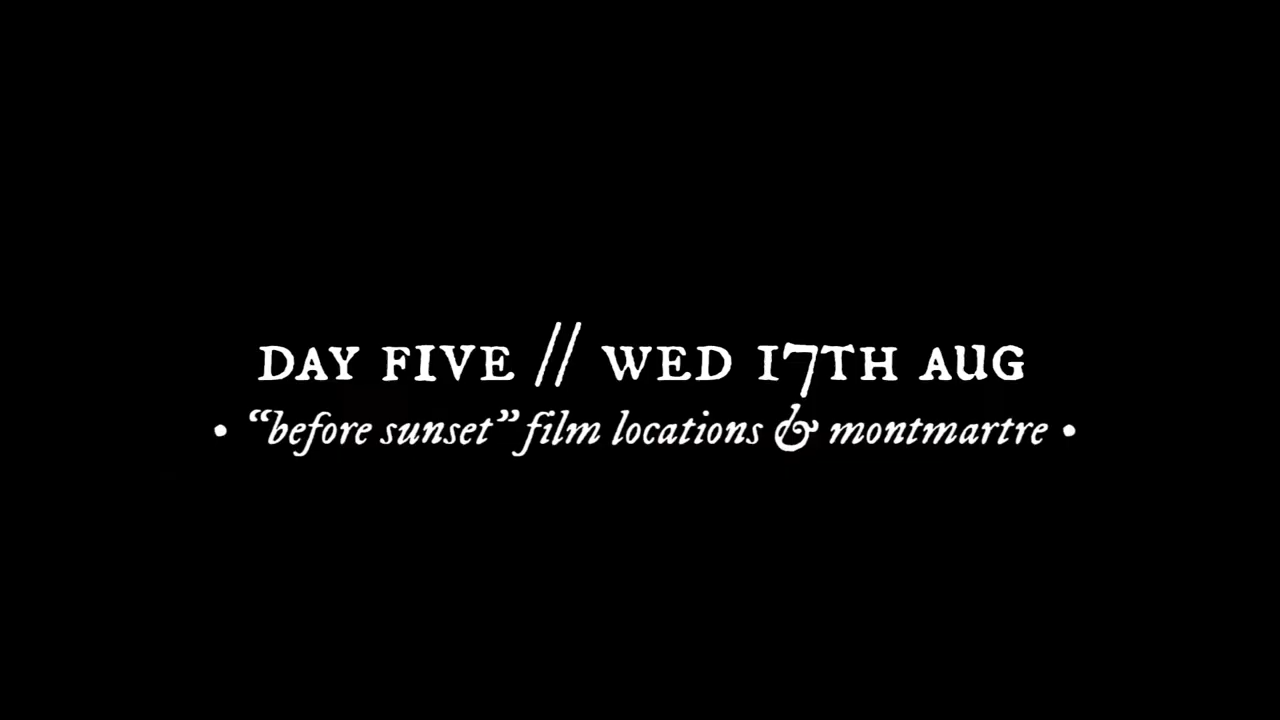 DAY FIVE // WED 17TH AUG
• “before sunset” film locations & montmartre •